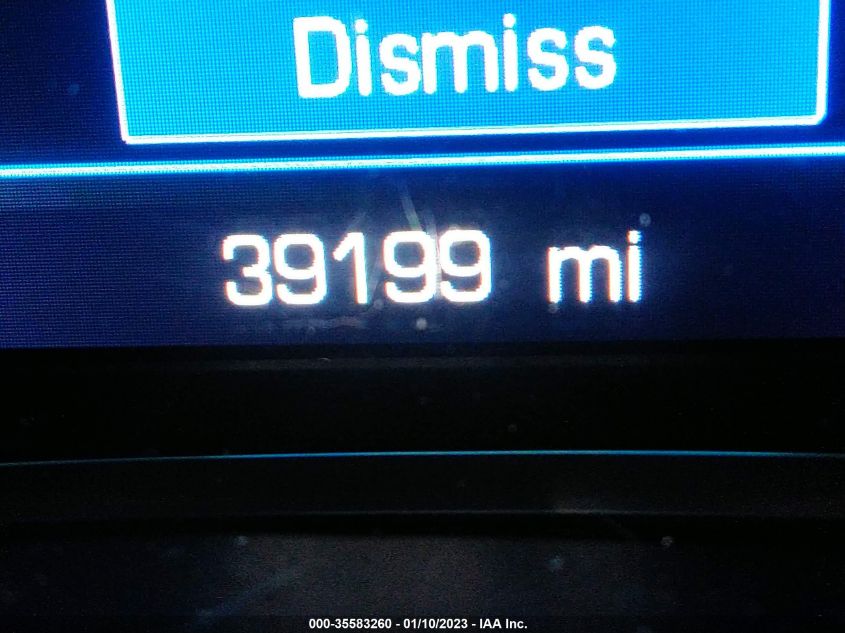 Dismiss
39199 mi
000-35583260 - 01/10/2023 - IAA Inc.